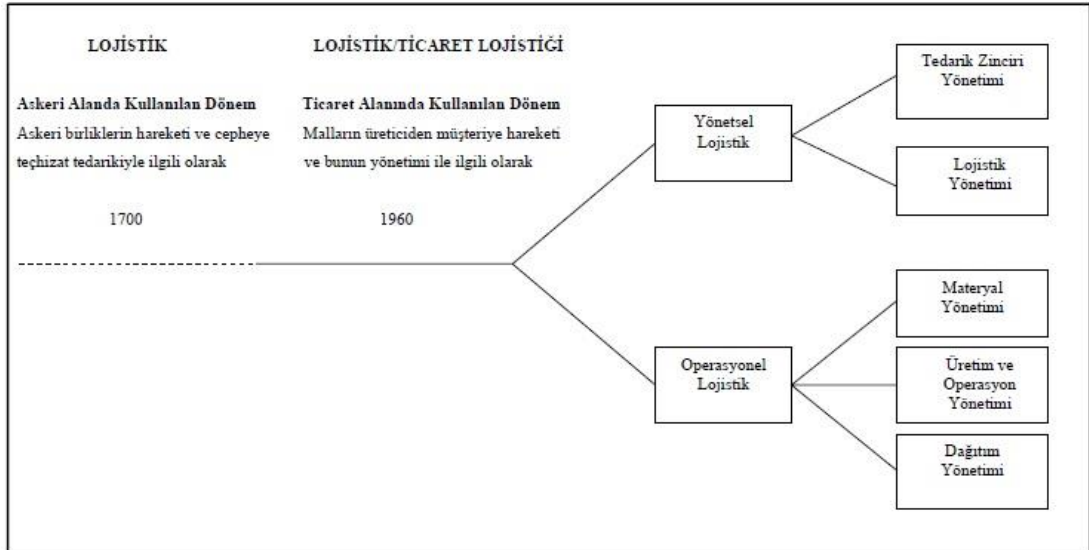 LOJİSTİK
Askeri Alanda Kullanılan Dönem
Askeri birliklerin hareketi ve cepheye
teçhizat tedarikiyle ilgili olarak
1700
LOJİSTİK/TİCARET LOJİSTİĞİ
Ticaret Alanında Kullanılan Dönem
Malların üreticiden müşteriye hareketi
ve bunun yönetimi ile ilgili olarak
1960
Yönetsel
Lojistik
Tedarik Zinciri
Yönetimi
Lojistik
Yönetimi
Operasyonel
Lojistik
Materyal
Yönetimi
Üretim ve
Operasyon
Yönetimi
Dağıtım
Yönetimi